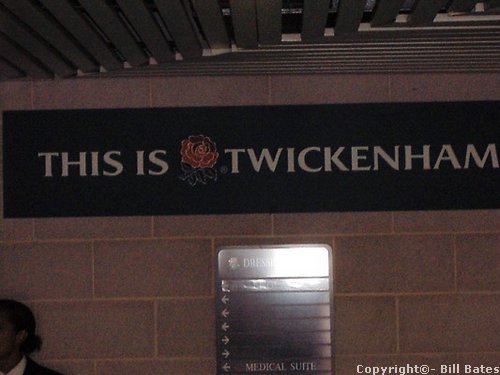 THIS IS ® TWICKENHAM
MEDICAL SUITE
Copyright©- Bill Bates